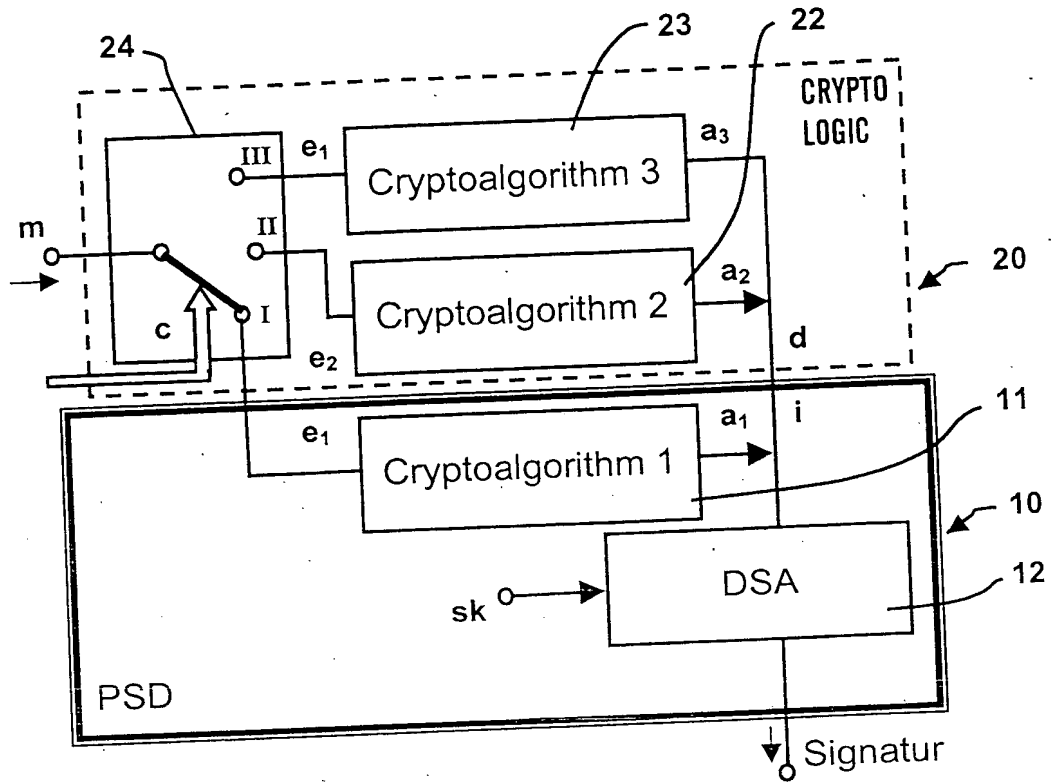 24
23
22
CRYPTO
LOGIC
III
e₁
Cryptoalgorithm 3
a₃
m
II
Cryptoalgorithm 2
a₂
20
c
I
e₂
d
e₁
Cryptoalgorithm 1
a₁
i
11
10
sk
DSA
12
PSD
Signatur